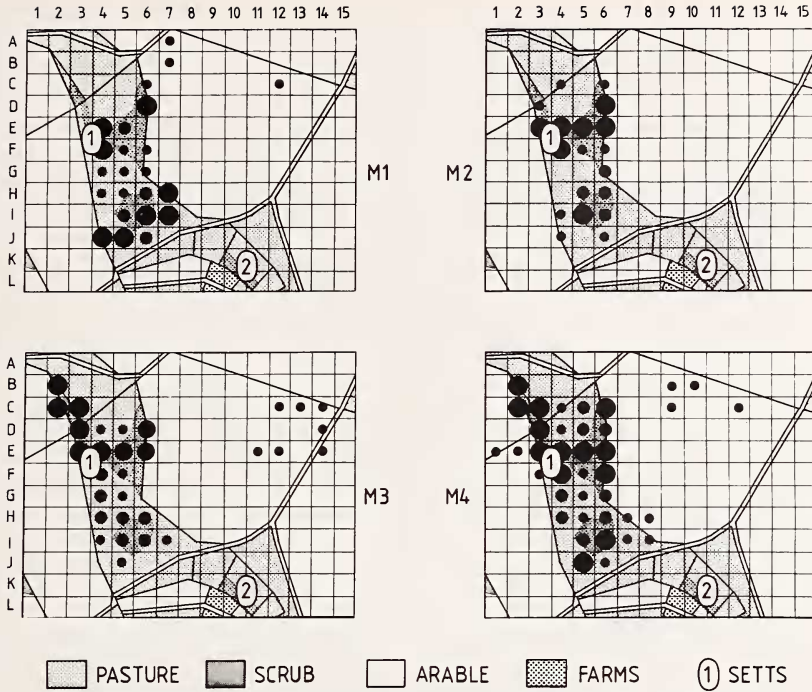 1 2 3 4 5 6 7 8 9 10 11 12 13 14 15
1 2 3 4 5 6 7 8 9 10 11 12 13 14 15
A
B
C
D
E
F
G
H
I
J
K
L
1
2
M1
M2
1
2
A
B
C
D
E
F
G
H
I
J
K
L
1
2
M3
M4
1
2
PASTURE
SCRUB
ARABLE
FARMS
1 SETTS